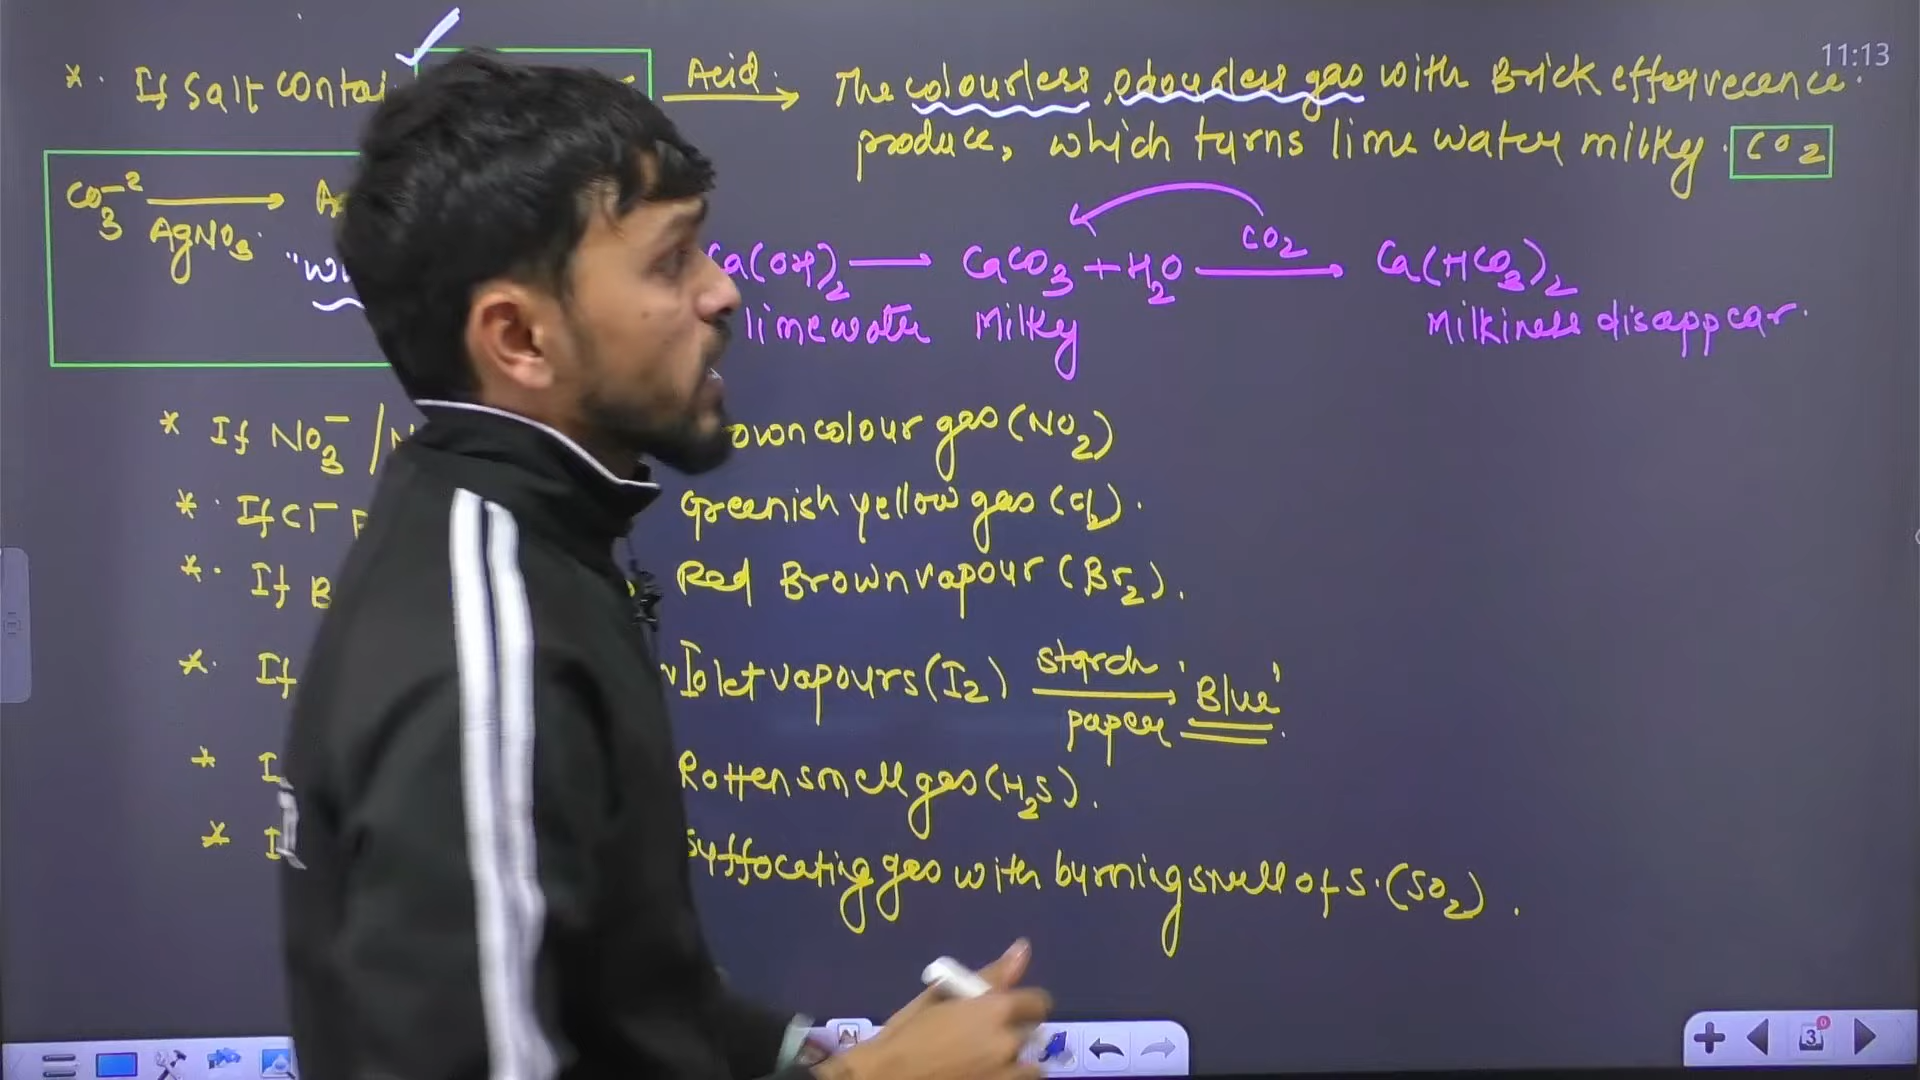 11:13
*. If Salt contai Acid. The colourless, odourless gas with Brick effervecence.
produce, which turns lime water milky. CO2
CO3-2 AgNO3
a(OH)2 CaCO3 + H2O CO2 Ca(HCO3)2
limewater Milky Milkiness disappear.
* If NO3- / own colour gas (NO2)
*. If Cl- Greenish yellow gas (Cl2).
*. If B Red Brown vapour (Br2).
*. If violet vapours (I2) starch paper 'Blue'.
* Rotten smell gas (H2S).
* Suffocating gas with burning smell of S. (SO2).
3